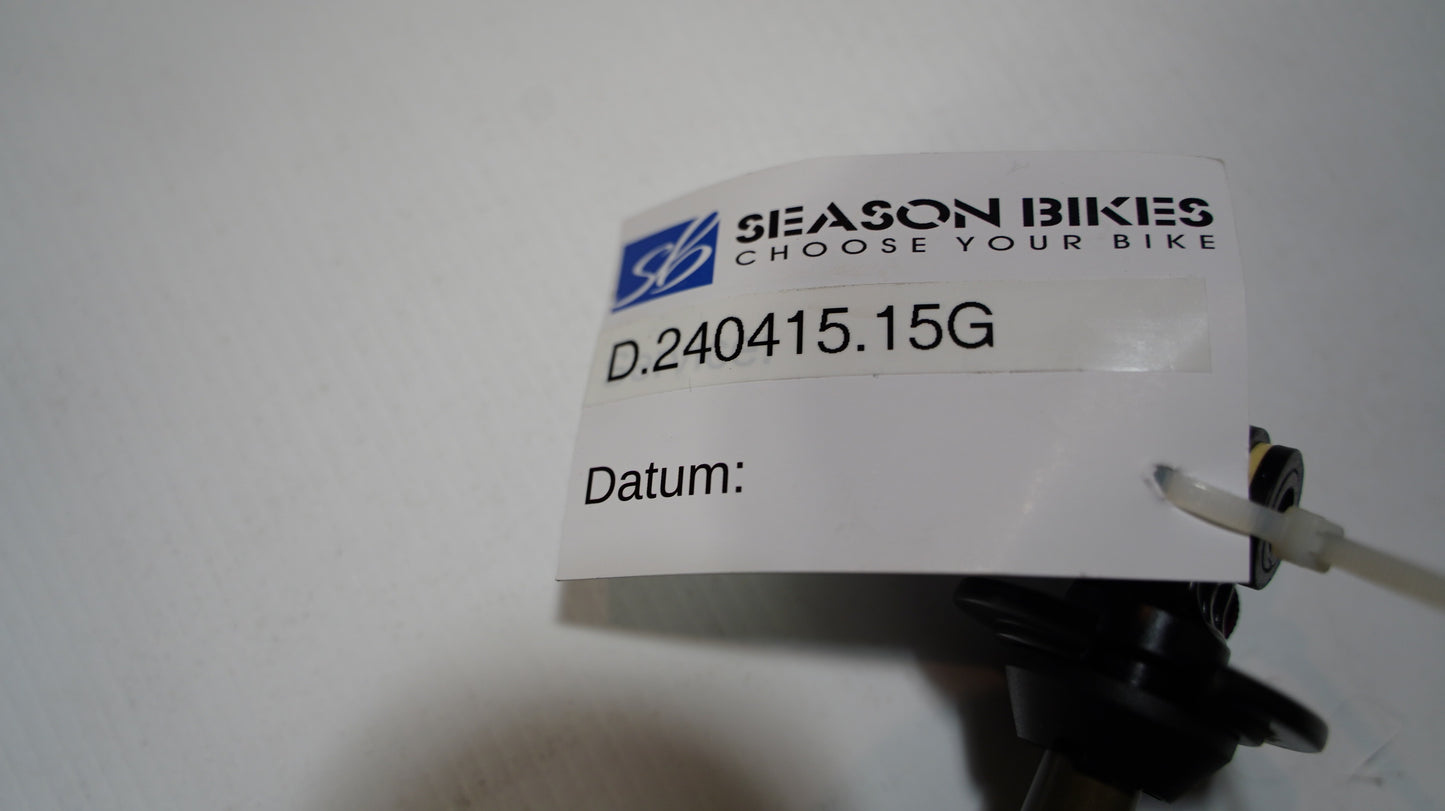 sb
SEASON BIKES
CHOOSE YOUR BIKE
D.240415.15G
Datum: